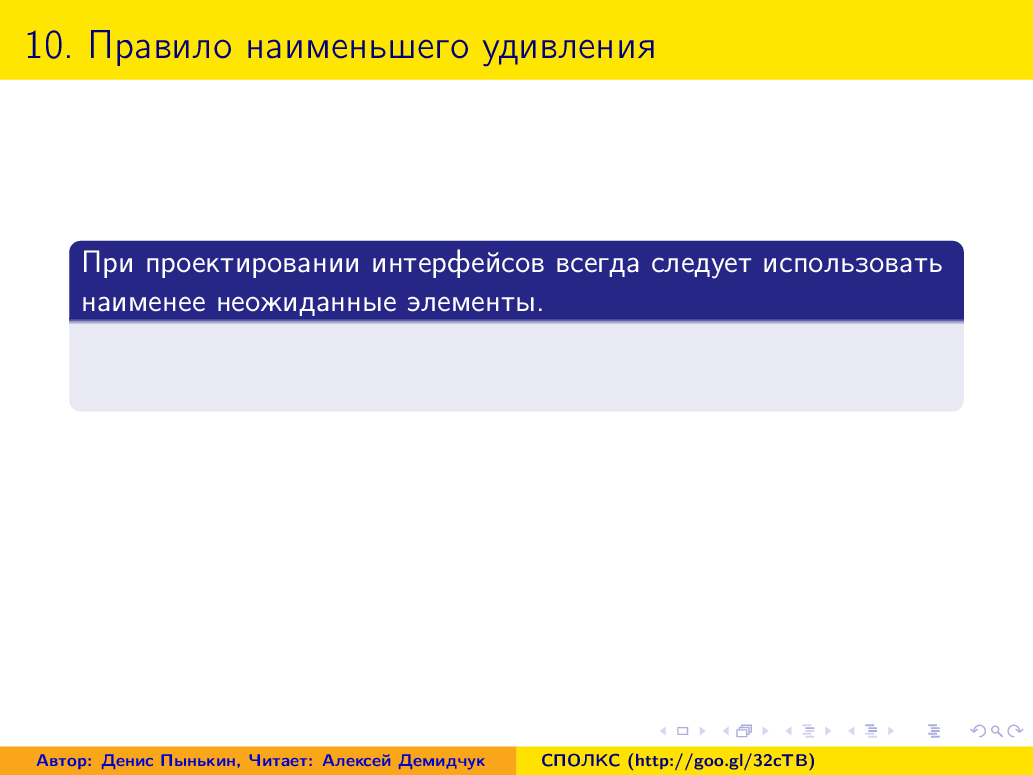 10. Правило наименьшего удивления
При проектировании интерфейсов всегда следует использовать
наименее неожиданные элементы.
Автор: Денис Пынькин, Читает: Алексей Демидчук
СПОЛКС (http://goo.gl/32cTB)